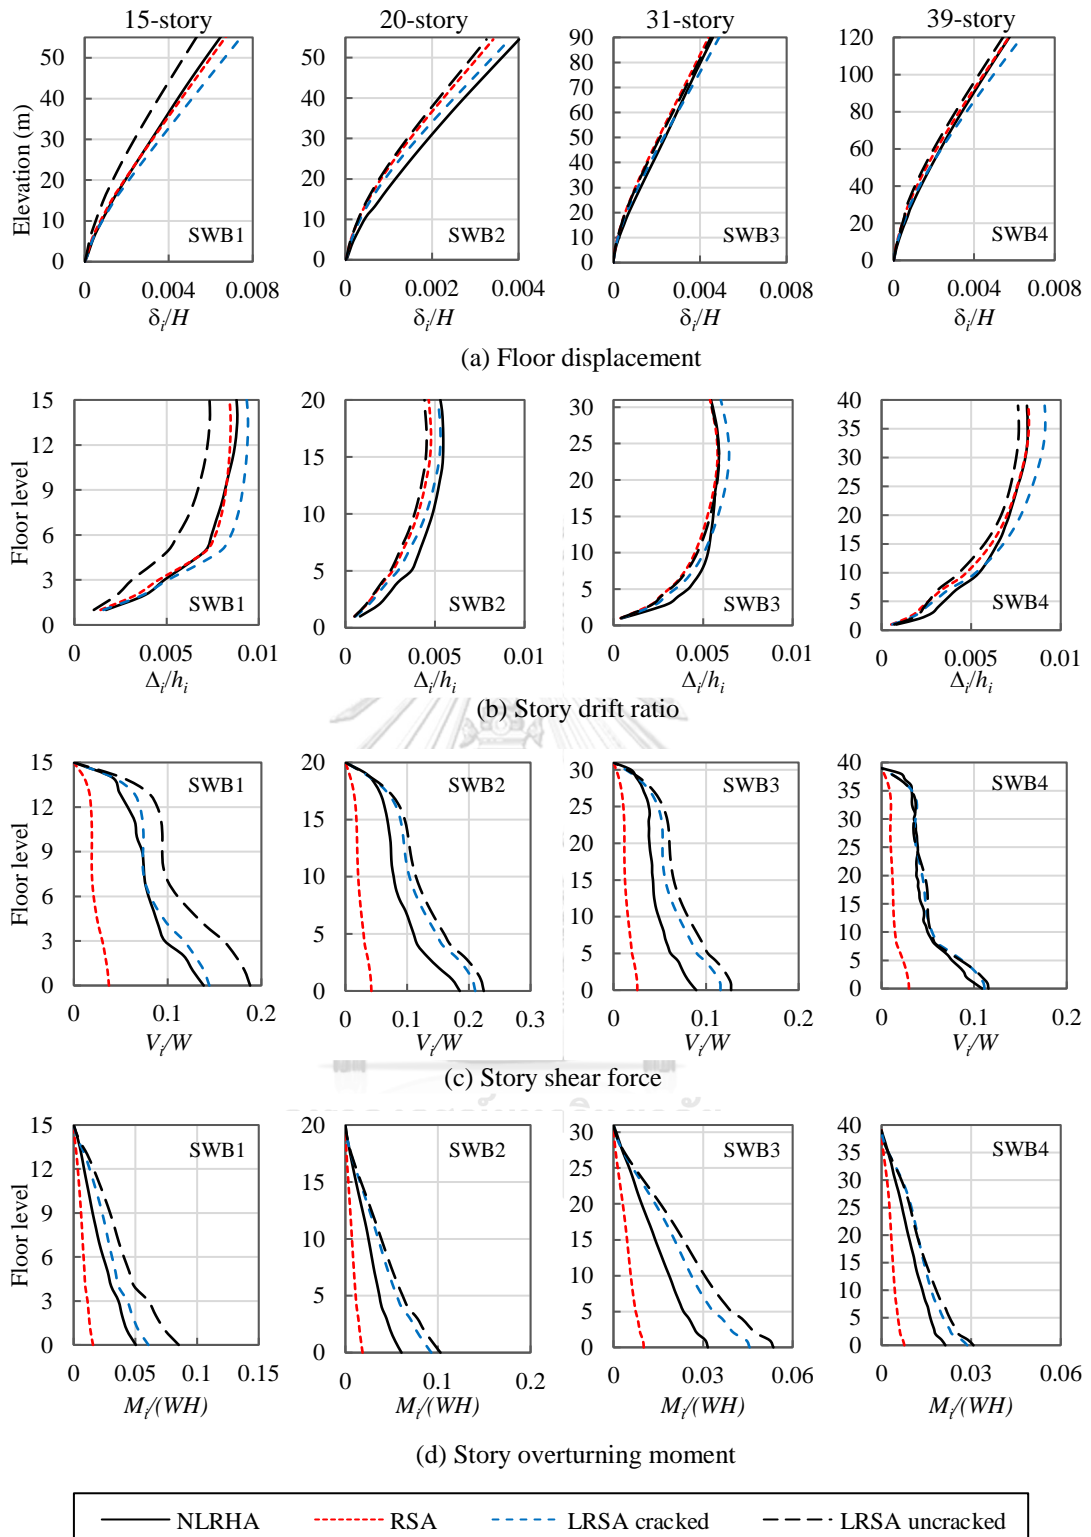 15-story 20-story 31-story 39-story
50 50 90 120
40 40 80 100
30 30 70 80
20 20 60 60
10 10 50 40
0 0 40 20
30 0
20
10
0
Elevation (m)
SWB1 SWB2 SWB3 SWB4
0 0.004 0.008 0 0.002 0.004 0 0.004 0.008 0 0.004 0.008
δi/H δi/H δi/H δi/H
(a) Floor displacement
15 20 30 40
12 15 25 35
9 10 20 30
6 5 15 25
3 0 10 20
0 5 15
0 10
5
0
Floor level
SWB1 SWB2 SWB3 SWB4
0 0.005 0.01 0 0.005 0.01 0 0.005 0.01 0 0.005 0.01
Δi/hi Δi/hi Δi/hi Δi/hi
(b) Story drift ratio
15 20 30 40
12 15 25 35
9 10 20 30
6 5 15 25
3 0 10 20
0 5 15
0 10
5
0
Floor level
SWB1 SWB2 SWB3 SWB4
0 0.1 0.2 0 0.1 0.2 0.3 0 0.1 0.2 0 0.1 0.2
Vi/W Vi/W Vi/W Vi/W
(c) Story shear force
15 20 30 40
12 15 25 35
9 10 20 30
6 5 15 25
3 0 10 20
0 5 15
0 10
5
0
Floor level
SWB1 SWB2 SWB3 SWB4
0 0.05 0.1 0.15 0 0.1 0.2 0 0.03 0.06 0 0.03 0.06
Mi/(WH) Mi/(WH) Mi/(WH) Mi/(WH)
(d) Story overturning moment
NLRHA RSA LRSA cracked LRSA uncracked